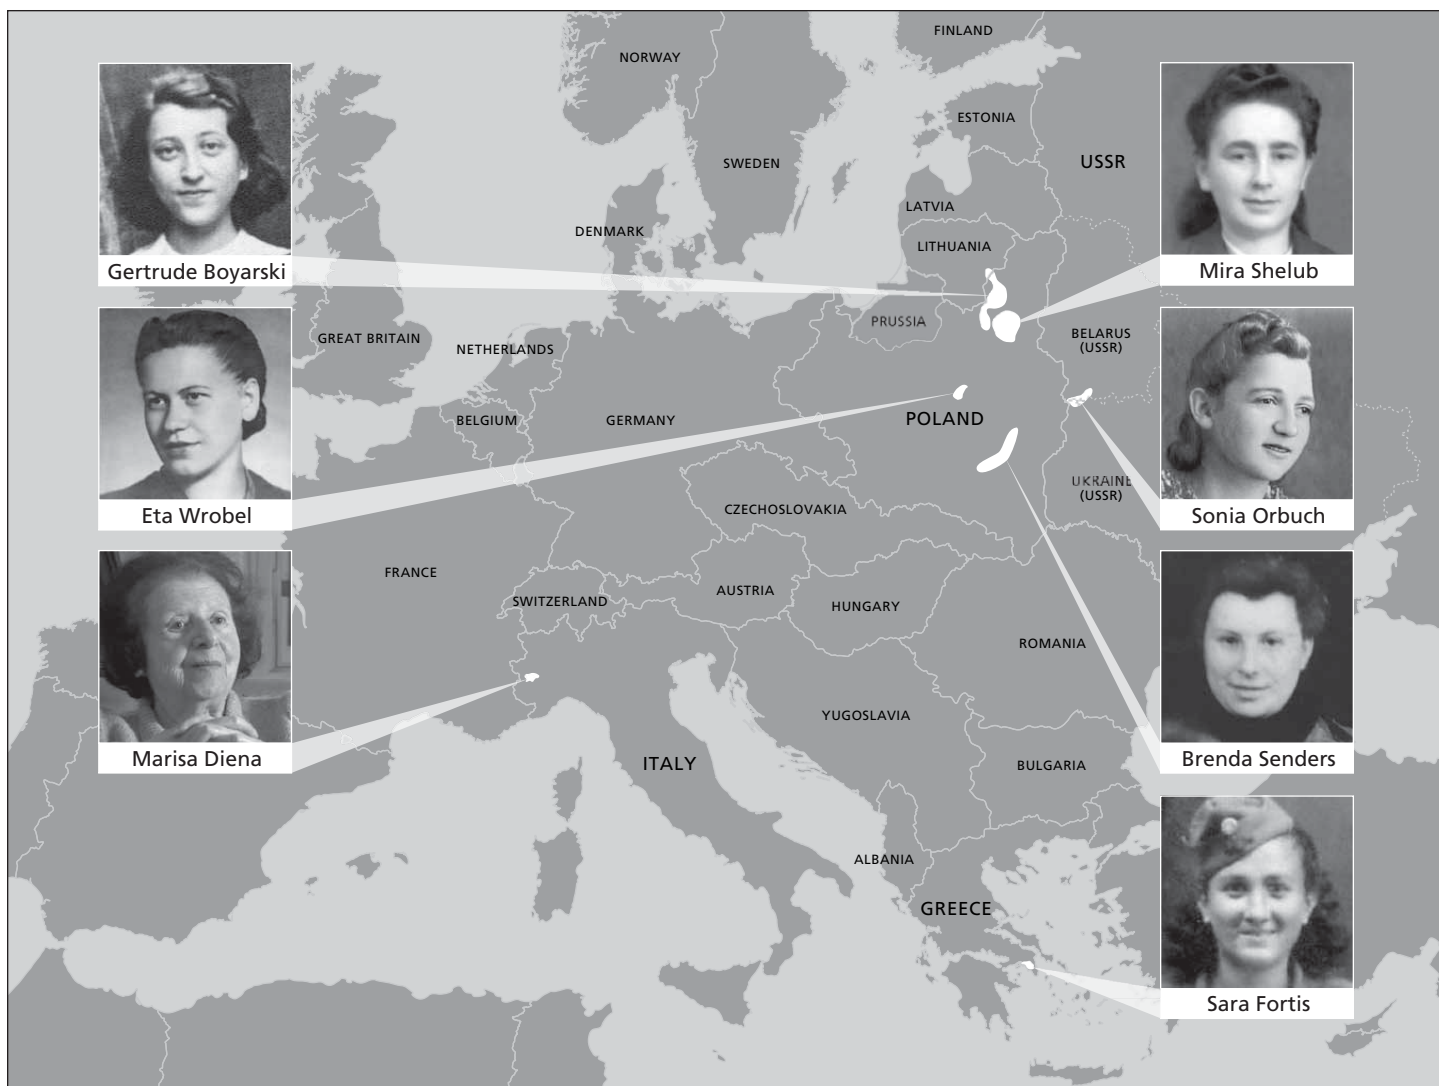 FINLAND
NORWAY
ESTONIA
SWEDEN
USSR
LATVIA
DENMARK
LITHUANIA
Gertrude Boyarski
Mira Shelub
PRUSSIA
GREAT BRITAIN
NETHERLANDS
BELARUS
(USSR)
BELGIUM
GERMANY
POLAND
UKRAINE
(USSR)
Eta Wrobel
CZECHOSLOVAKIA
Sonia Orbuch
FRANCE
SWITZERLAND
AUSTRIA
HUNGARY
ROMANIA
YUGOSLAVIA
Marisa Diena
ITALY
BULGARIA
Brenda Senders
ALBANIA
GREECE
Sara Fortis